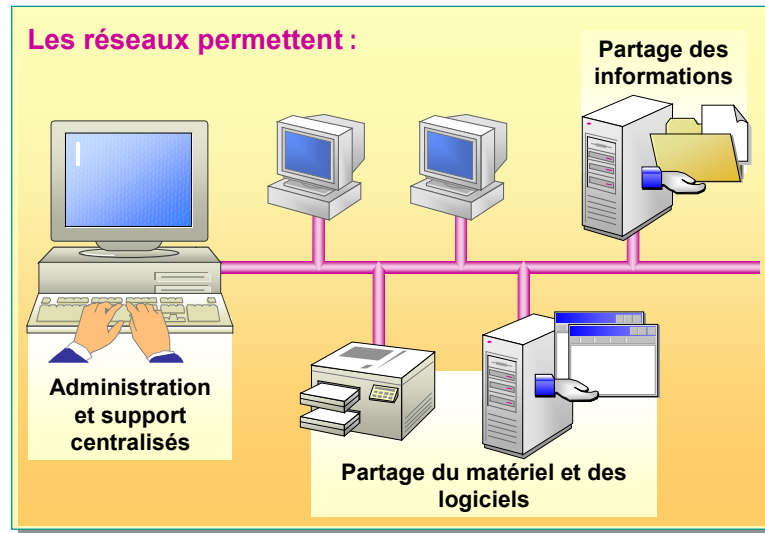 Les réseaux permettent :
Partage des
informations
Administration
et support
centralisés
Partage du matériel et des
logiciels